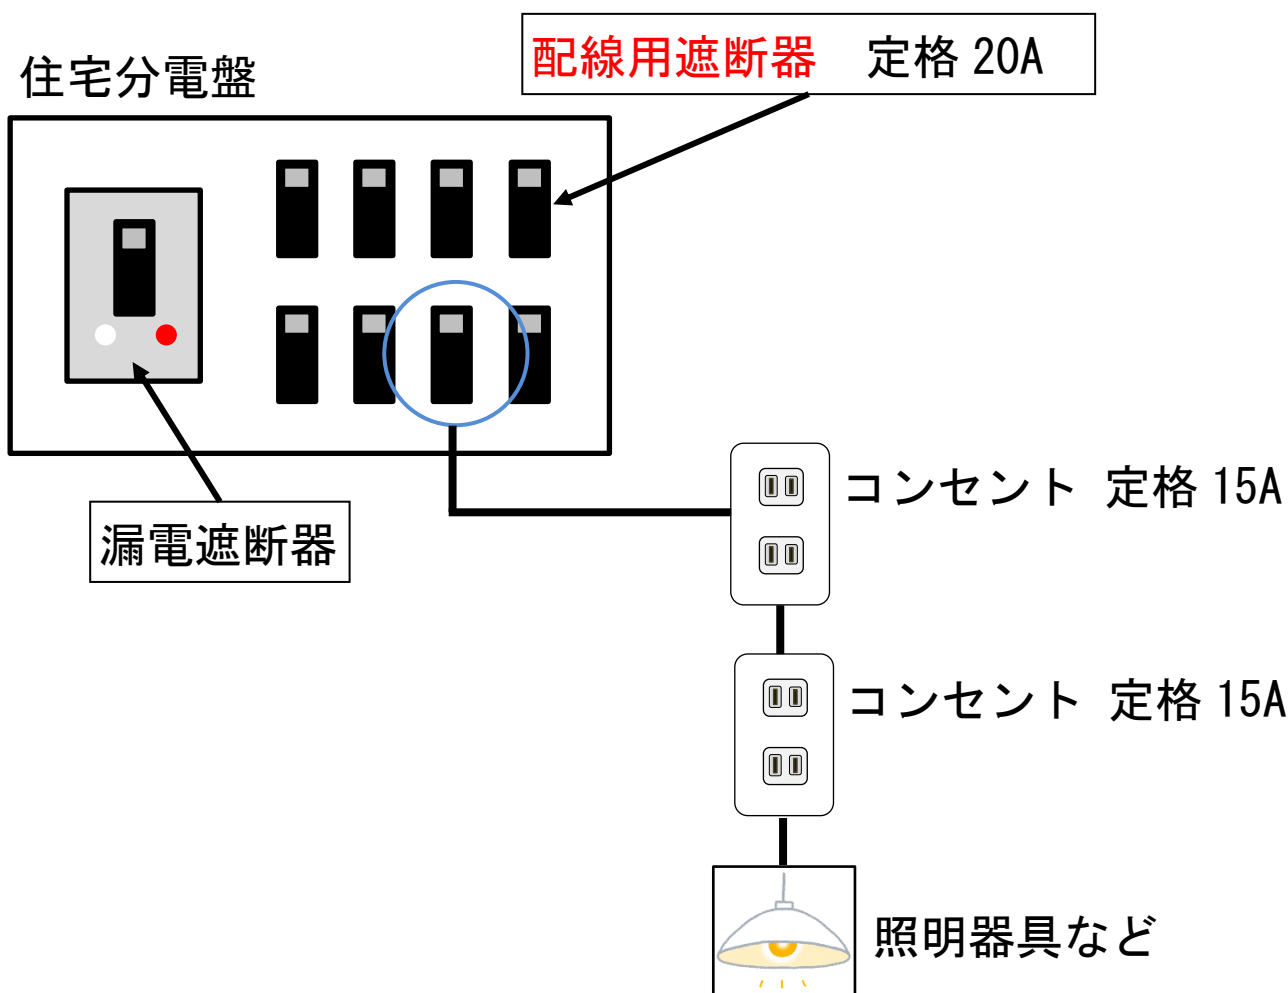 配線用遮断器　定格 20A
住宅分電盤
コンセント 定格 15A
漏電遮断器
コンセント 定格 15A
照明器具など